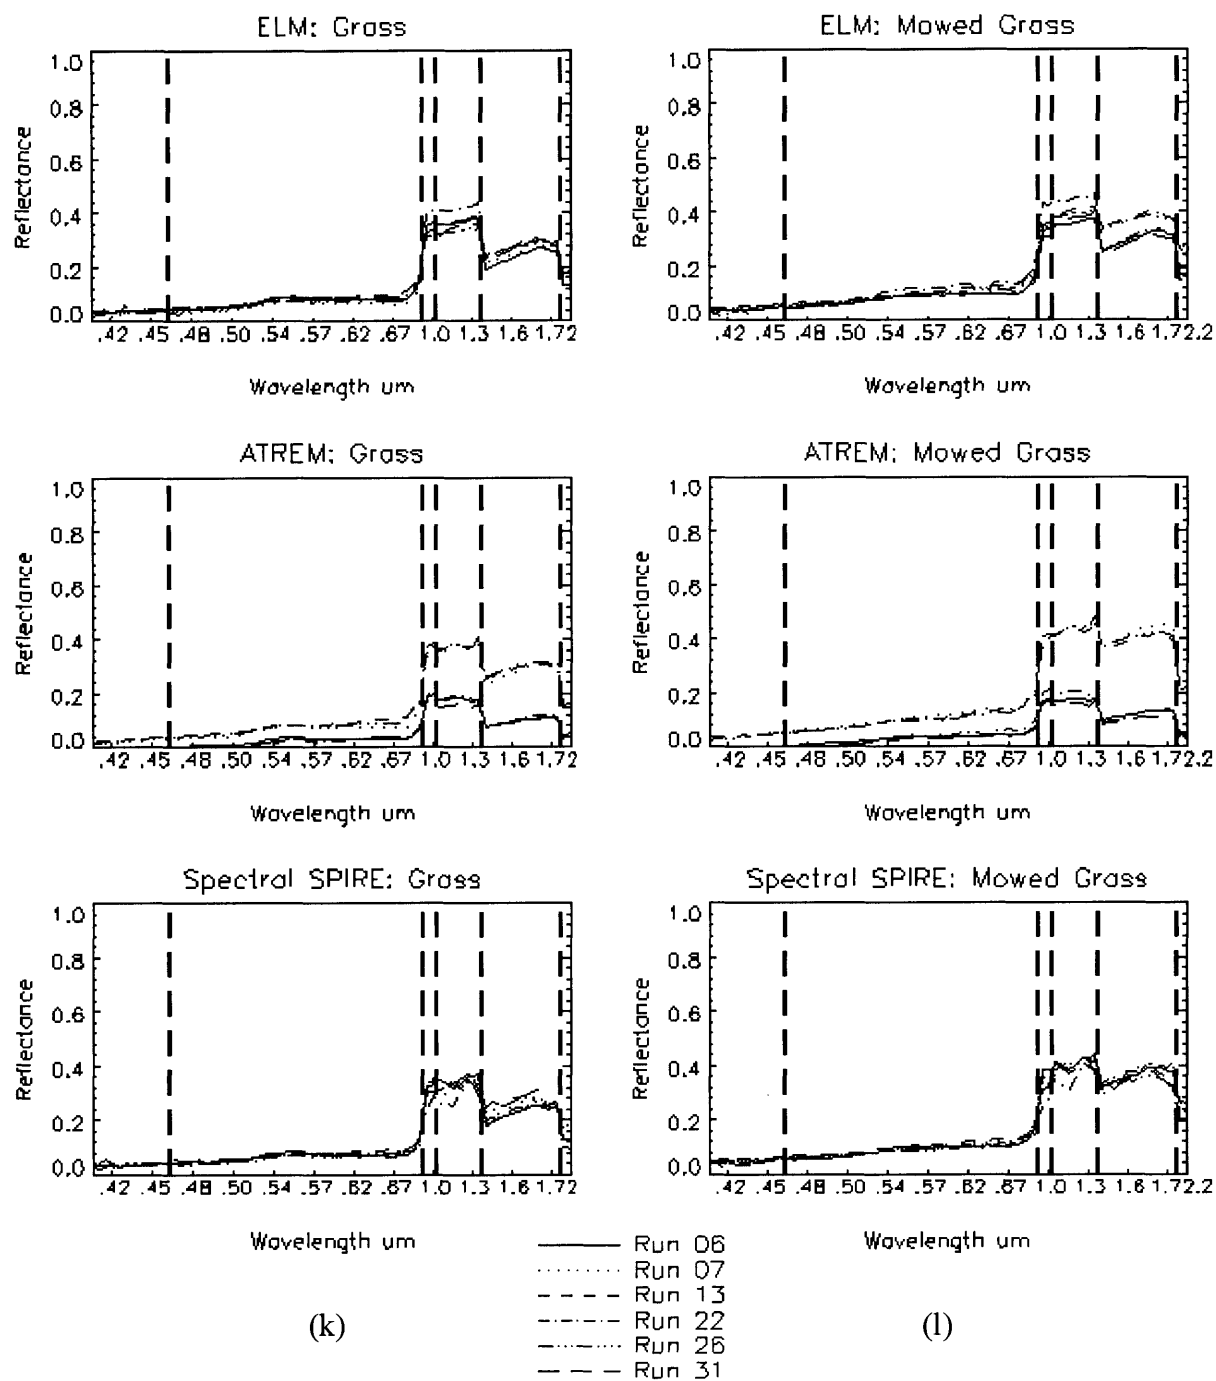 ELM: Grass
1.0
0.8
0.6
0.4
0.2
0.0
Reflectance
.42 .45 .48 .50 .54 .57 .62 .67 1.0 1.3 1.6 1.72
Wavelength um
ELM: Mowed Grass
1.0
0.8
0.6
0.4
0.2
0.0
Reflectance
.42 .45 .48 .50 .54 .57 .62 .67 1.0 1.3 1.6 1.72.2
Wavelength um
ATREM: Grass
1.0
0.8
0.6
0.4
0.2
0.0
Reflectance
.42 .45 .48 .50 .54 .57 .62 .67 1.0 1.3 1.6 1.72
Wavelength um
ATREM: Mowed Grass
1.0
0.8
0.6
0.4
0.2
0.0
Reflectance
.42 .45 .48 .50 .54 .57 .62 .67 1.0 1.3 1.6 1.72.2
Wavelength um
Spectral SPIRE: Grass
1.0
0.8
0.6
0.4
0.2
0.0
Reflectance
.42 .45 .48 .50 .54 .57 .62 .67 1.0 1.3 1.6 1.72
Wavelength um
Spectral SPIRE: Mowed Grass
1.0
0.8
0.6
0.4
0.2
0.0
Reflectance
.42 .45 .48 .50 .54 .57 .62 .67 1.0 1.3 1.6 1.72.2
Wavelength um
Run 06
Run 07
Run 13
Run 22
Run 26
Run 31
(k)
(l)